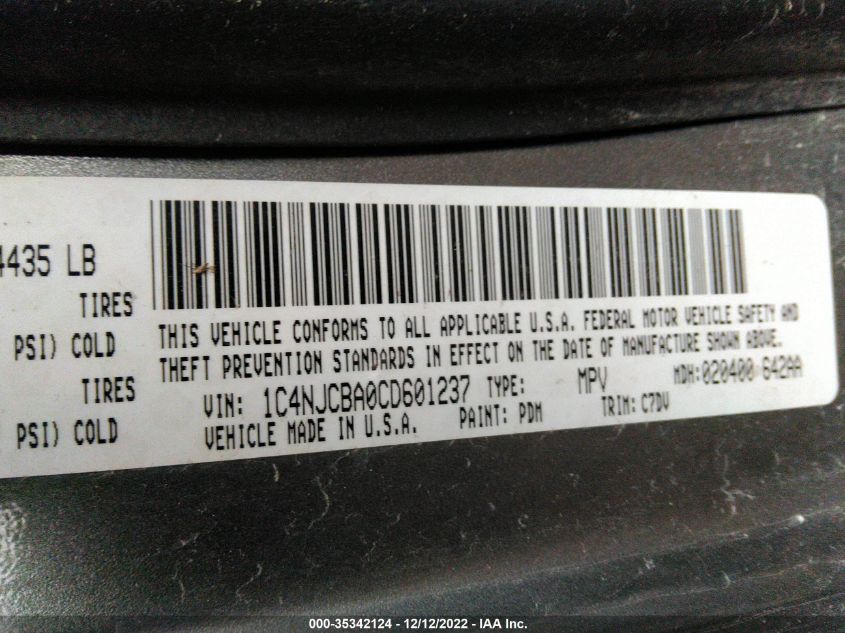 4435 LB
TIRES
PSI) COLD
TIRES
PSI) COLD
THIS VEHICLE CONFORMS TO ALL APPLICABLE U.S.A. FEDERAL MOTOR VEHICLE SAFETY AND
THEFT PREVENTION STANDARDS IN EFFECT ON THE DATE OF MANUFACTURE SHOWN ABOVE.
VIN: 1C4NJCBA0CD601237 TYPE: MPV MDH:020400 642AA
VEHICLE MADE IN U.S.A. PAINT: PDM TRIM: C7DV
000-35342124 - 12/12/2022 - IAA Inc.